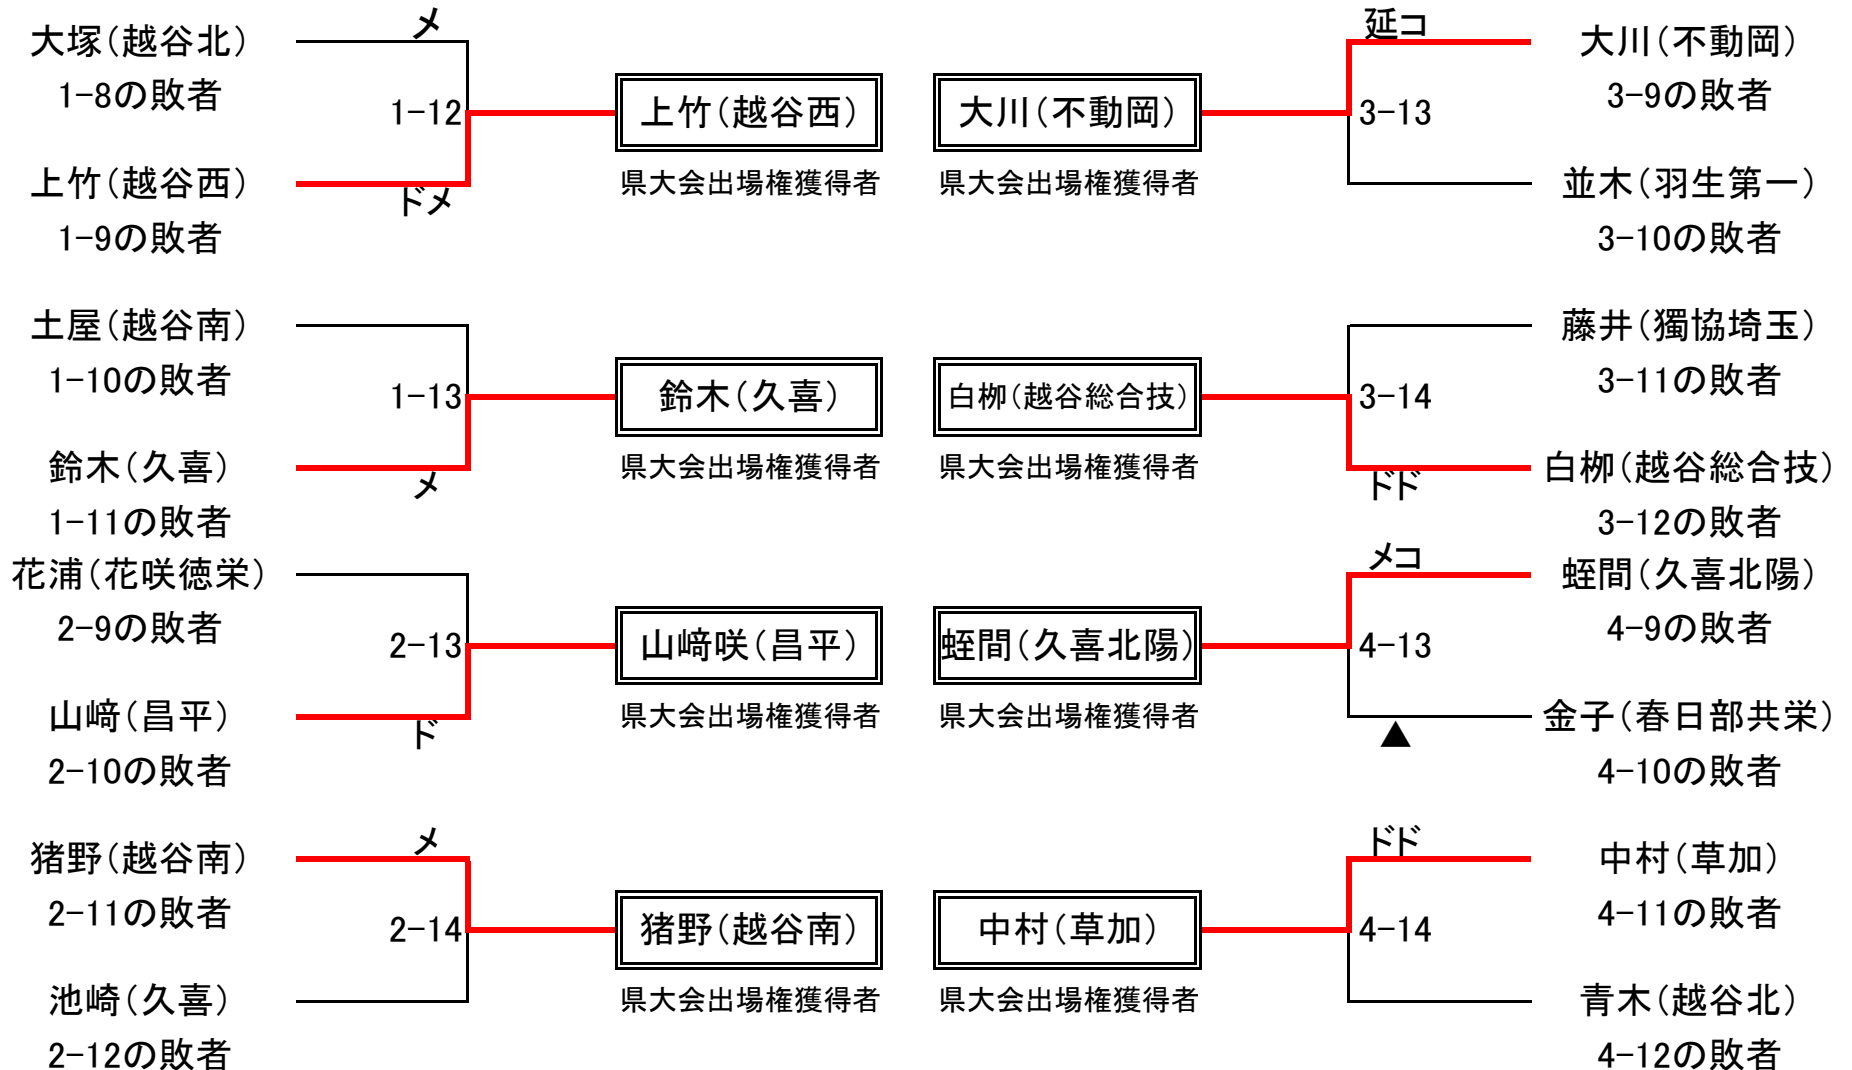 メ
延コ
大塚(越谷北)
大川(不動岡)
1-8の敗者
3-9の敗者
1-12
上竹(越谷西)
大川(不動岡)
3-13
上竹(越谷西)
ドメ
県大会出場権獲得者
県大会出場権獲得者
並木(羽生第一)
1-9の敗者
3-10の敗者
土屋(越谷南)
藤井(獨協埼玉)
1-10の敗者
3-11の敗者
1-13
鈴木(久喜)
白栁(越谷総合技)
3-14
鈴木(久喜)
メ
県大会出場権獲得者
県大会出場権獲得者
ドド
白栁(越谷総合技)
1-11の敗者
3-12の敗者
メコ
花浦(花咲徳栄)
蛭間(久喜北陽)
2-9の敗者
4-9の敗者
2-13
山﨑咲(昌平)
蛭間(久喜北陽)
4-13
山﨑(昌平)
ド
県大会出場権獲得者
県大会出場権獲得者
▲
金子(春日部共栄)
2-10の敗者
4-10の敗者
メ
ドド
猪野(越谷南)
中村(草加)
2-11の敗者
4-11の敗者
2-14
猪野(越谷南)
中村(草加)
4-14
池崎(久喜)
県大会出場権獲得者
県大会出場権獲得者
青木(越谷北)
2-12の敗者
4-12の敗者